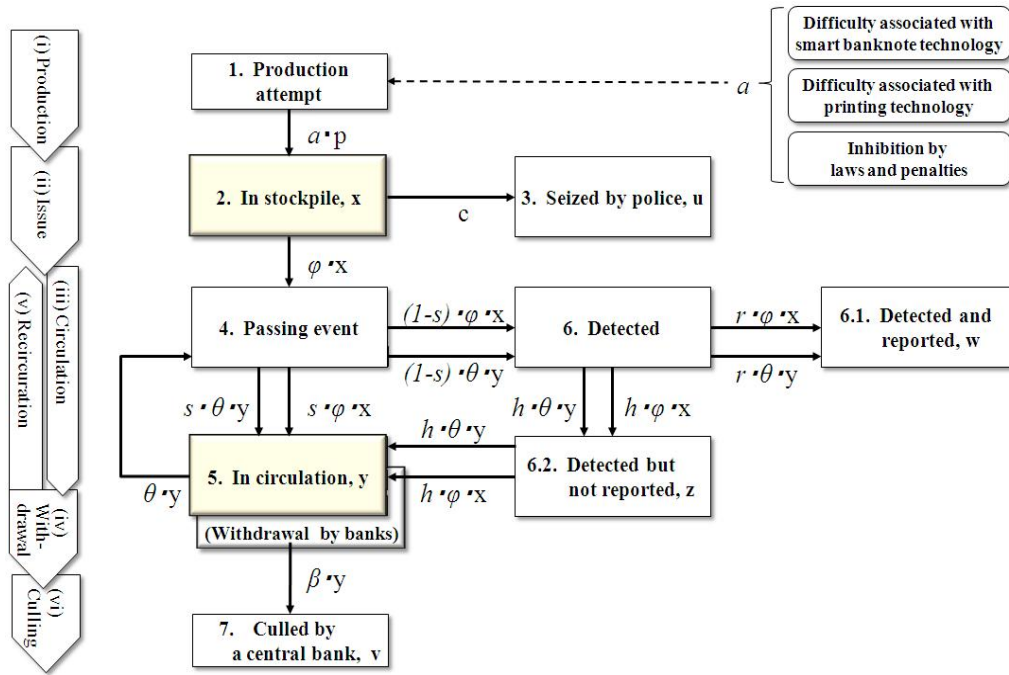 (i) Production
(ii) Issue
(iii) Circulation
(v) Recircuration
(iv)
With-
drawal
(vi)
Culling
1. Production
attempt
a
Difficulty associated with
smart banknote technology
Difficulty associated with
printing technology
Inhibition by
laws and penalties
a·p
2. In stockpile, x
c
3. Seized by police, u
φ·x
4. Passing event
(1-s)·φ·x
(1-s)·θ·y
6. Detected
r·φ·x
r·θ·y
6.1. Detected and
reported, w
s·θ·y
s·φ·x
h·θ·y
h·φ·x
h·θ·y
h·φ·x
5. In circulation, y
6.2. Detected but
not reported, z
θ·y
(Withdrawal by banks)
β·y
7. Culled by
a central bank, v